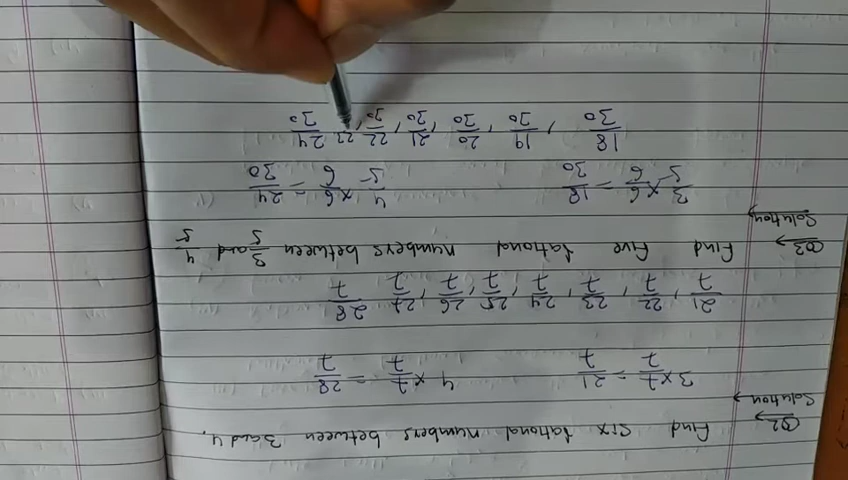 Q2→ Find six rational numbers between 3 and 4.
Solution→
3×7/7 = 21/7 4×7/7 = 28/7
21/7, 22/7, 23/7, 24/7, 25/7, 26/7, 27/7, 28/7
Q3→ Find five rational numbers between 3/5 and 4/5
Solution→
3/5×6/6 = 18/30 4/5×6/6 = 24/30
18/30, 19/30, 20/30, 21/30, 22/30, 23 24/30